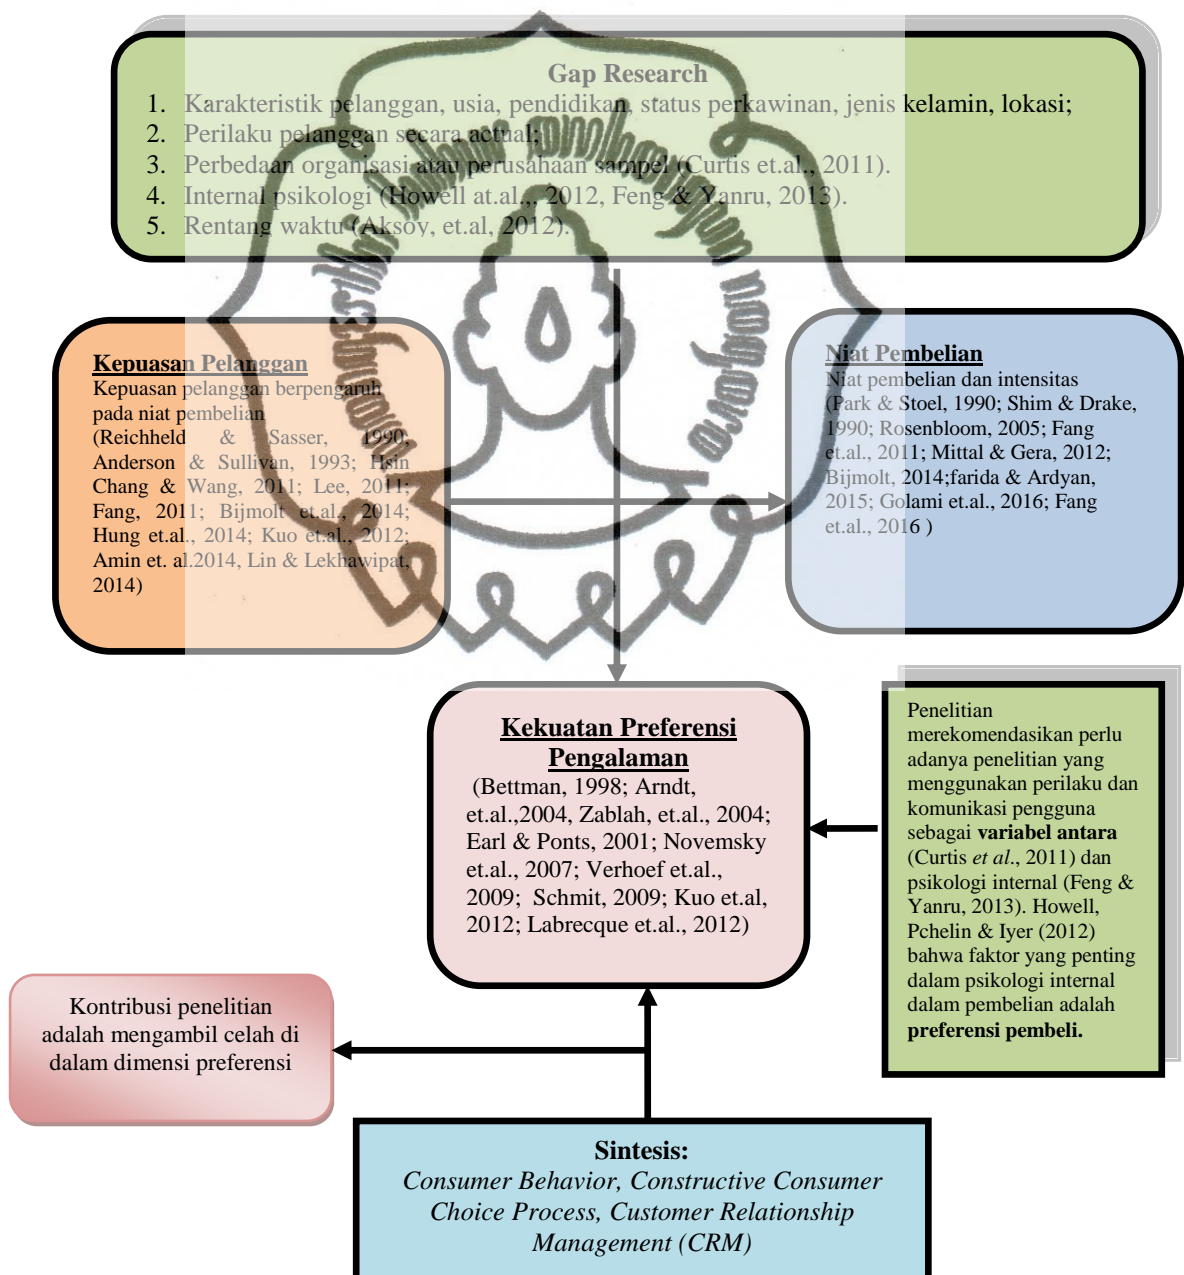 Gap Research
1. Karakteristik pelanggan, usia, pendidikan, status perkawinan, jenis kelamin, lokasi;
2. Perilaku pelanggan secara actual;
3. Perbedaan organisasi atau perusahaan sampel (Curtis et.al., 2011).
4. Internal psikologi (Howell at.al.,, 2012, Feng & Yanru, 2013).
5. Rentang waktu (Aksoy, et.al, 2012).
Kepuasan Pelanggan
Kepuasan pelanggan berpengaruh
pada niat pembelian
(Reichheld & Sasser, 1990,
Anderson & Sullivan, 1993; Hsin
Chang & Wang, 2011; Lee, 2011;
Fang, 2011; Bijmolt et.al., 2014;
Hung et.al., 2014; Kuo et.al., 2012;
Amin et. al.2014, Lin & Lekhawipat,
2014)
Niat Pembelian
Niat pembelian dan intensitas
(Park & Stoel, 1990; Shim & Drake,
1990; Rosenbloom, 2005; Fang
et.al., 2011; Mittal & Gera, 2012;
Bijmolt, 2014;farida & Ardyan,
2015; Golami et.al., 2016; Fang
et.al., 2016 )
Kekuatan Preferensi
Pengalaman
(Bettman, 1998; Arndt,
et.al.,2004, Zablah, et.al., 2004;
Earl & Ponts, 2001; Novemsky
et.al., 2007; Verhoef et.al.,
2009; Schmit, 2009; Kuo et.al,
2012; Labrecque et.al., 2012)
Penelitian
merekomendasikan perlu
adanya penelitian yang
menggunakan perilaku dan
komunikasi pengguna
sebagai variabel antara
(Curtis et al., 2011) dan
psikologi internal (Feng &
Yanru, 2013). Howell,
Pchelin & Iyer (2012)
bahwa faktor yang penting
dalam psikologi internal
dalam pembelian adalah
preferensi pembeli.
Kontribusi penelitian
adalah mengambil celah di
dalam dimensi preferensi
Sintesis:
Consumer Behavior, Constructive Consumer
Choice Process, Customer Relationship
Management (CRM)